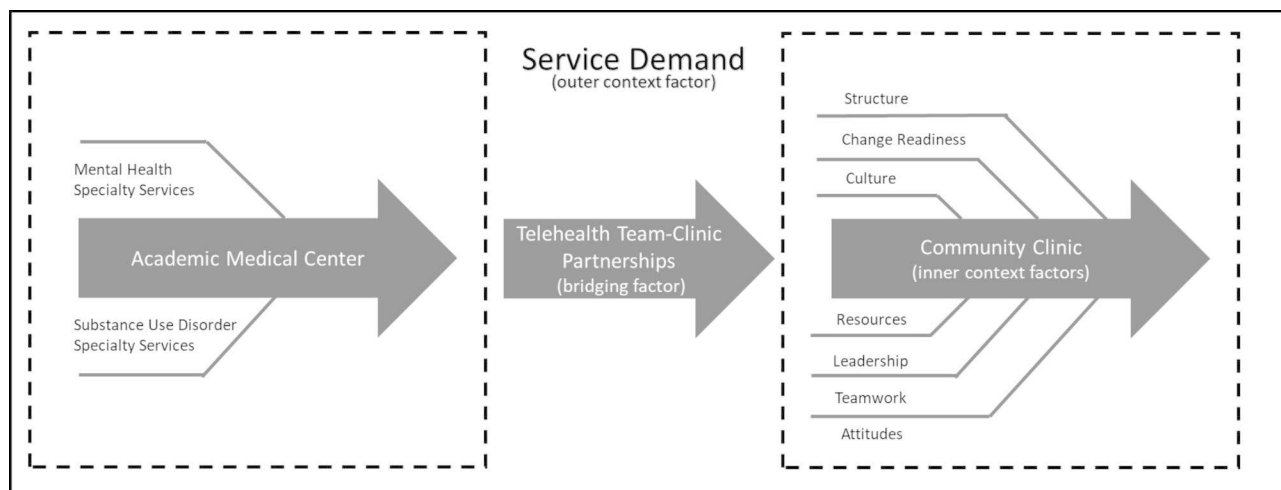 Service Demand
(outer context factor)
Mental Health
Specialty Services
Academic Medical Center
Substance Use Disorder
Specialty Services
Telehealth Team-Clinic
Partnerships
(bridging factor)
Structure
Change Readiness
Culture
Community Clinic
(inner context factors)
Resources
Leadership
Teamwork
Attitudes